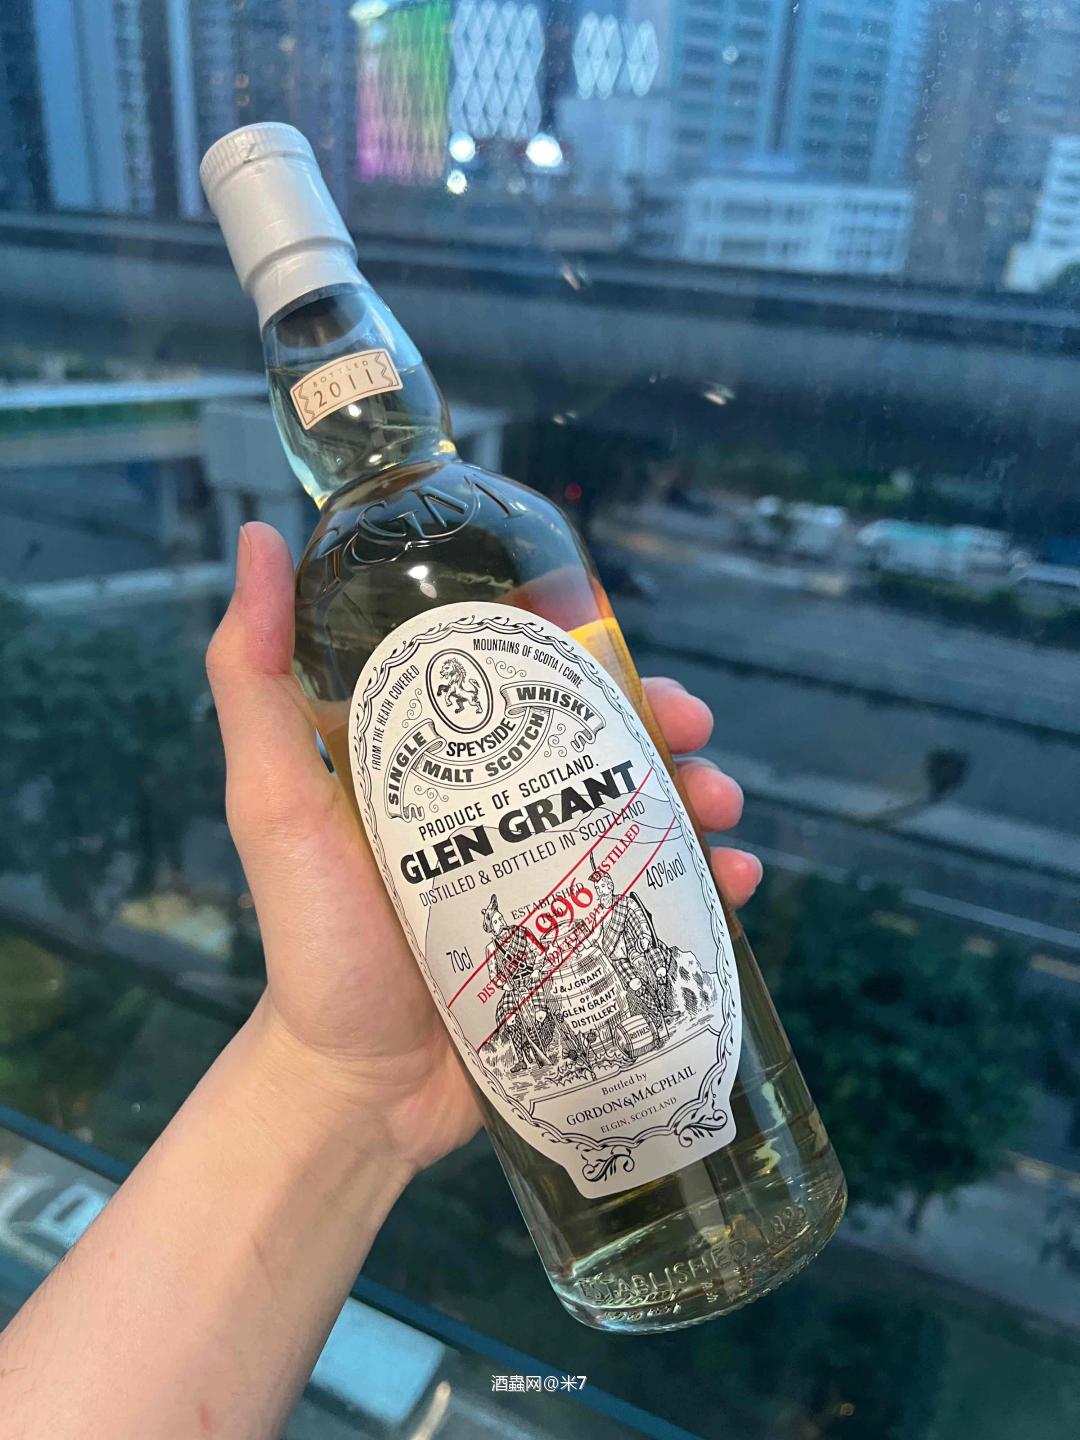 BOTTLED
2011
GM
FROM THE HEATH COVERED
MOUNTAINS OF SCOTIA I COME
SINGLE
SPEYSIDE
WHISKY
MALT SCOTCH
PRODUCE OF SCOTLAND.
GLEN GRANT
DISTILLED & BOTTLED IN SCOTLAND
ESTABLISHED
DISTILLED 1996 DISTILLED
70cl
40%vol
J & J. GRANT
OF
GLEN GRANT
DISTILLERY
Bottled by
GORDON & MACPHAIL
ELGIN, SCOTLAND
ESTABLISHED 1895
酒蟲网@米7